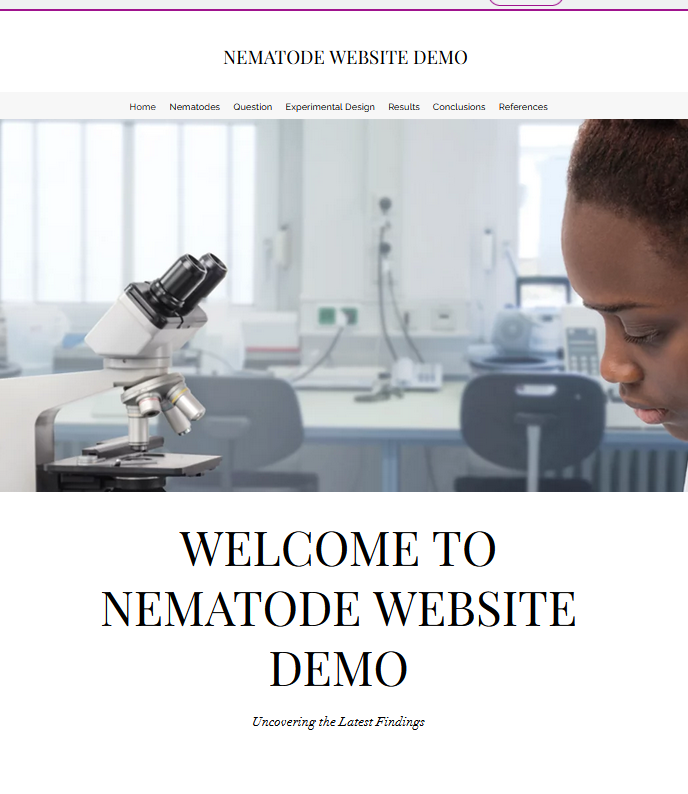 NEMATODE WEBSITE DEMO
Home Nematodes Question Experimental Design Results Conclusions References
WELCOME TO
NEMATODE WEBSITE
DEMO
Uncovering the Latest Findings